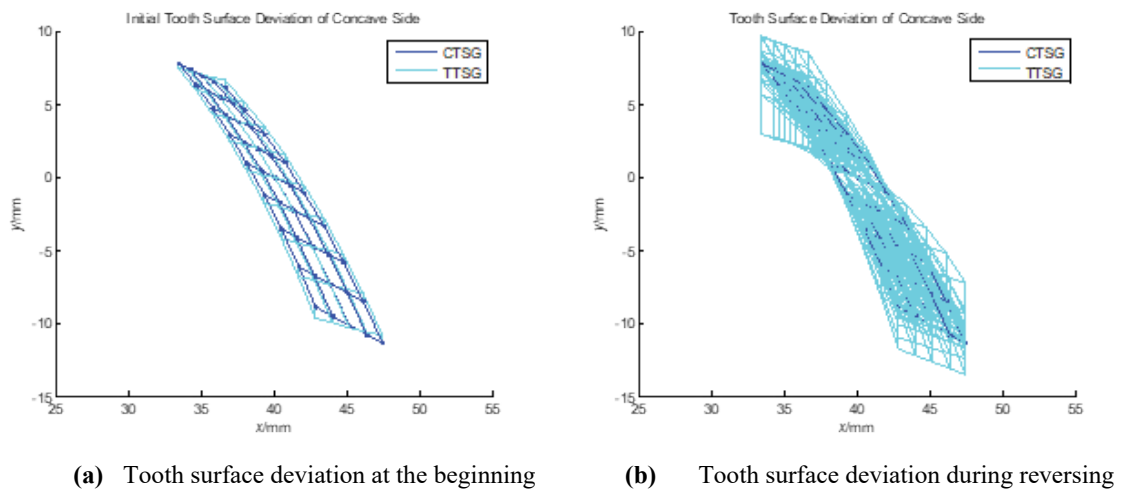 Initial Tooth Surface Deviation of Concave Side
CTSG
TTSG
10
5
0
-5
-10
-15
y/mm
25 30 35 40 45 50 55
x/mm
Tooth Surface Deviation of Concave Side
CTSG
TTSG
10
5
0
-5
-10
-15
y/mm
25 30 35 40 45 50 55
x/mm
(a) Tooth surface deviation at the beginning
(b) Tooth surface deviation during reversing